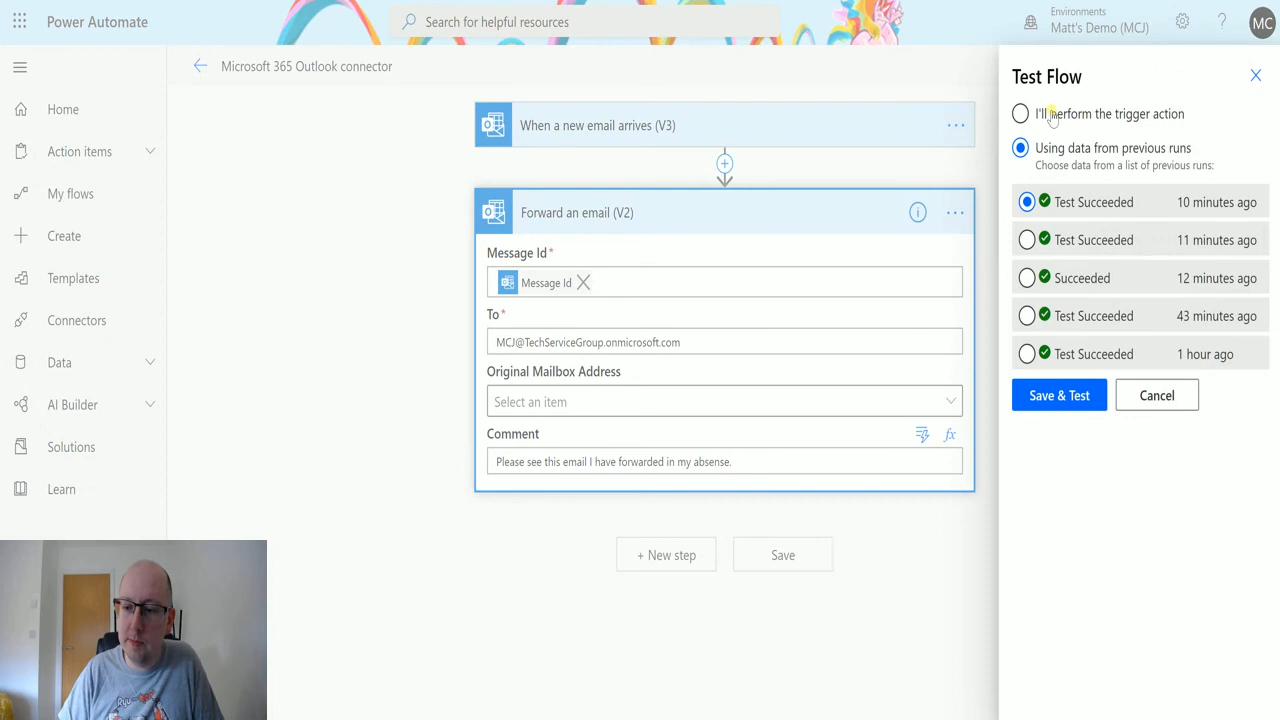 Power Automate
Search for helpful resources
Environments
Matt's Demo (MCJ)
?
MC
Microsoft 365 Outlook connector
Home
Action items
My flows
Create
Templates
Connectors
Data
AI Builder
Solutions
Learn
When a new email arrives (V3)
Forward an email (V2)
Message Id*
Message Id
To*
MCJ@TechServiceGroup.onmicrosoft.com
Original Mailbox Address
Select an item
Comment
fx
Please see this email I have forwarded in my absense.
+ New step
Save
Test Flow
I'll perform the trigger action
Using data from previous runs
Choose data from a list of previous runs:
Test Succeeded 10 minutes ago
Test Succeeded 11 minutes ago
Succeeded 12 minutes ago
Test Succeeded 43 minutes ago
Test Succeeded 1 hour ago
Save & Test
Cancel